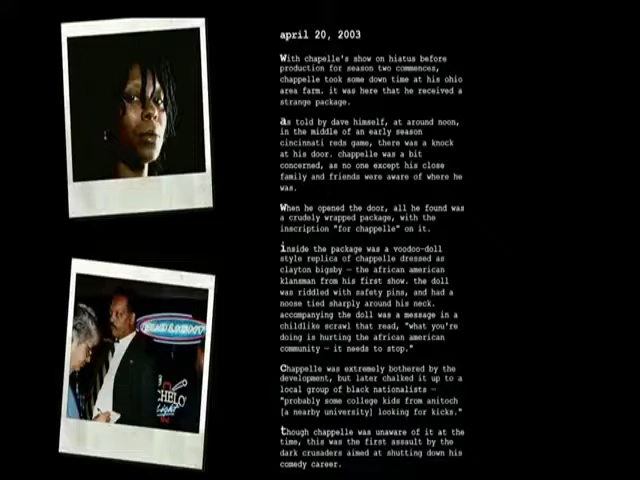 april 20, 2003
With chapelle's show on hiatus before
production for season two commences,
chappelle took some down time at his ohio
area farm. it was here that he received a
strange package.
as told by dave himself, at around noon,
in the middle of an early season
cincinnati reds game, there was a knock
at his door. chappelle was a bit
concerned, as no one except his close
family and friends were aware of where he
was.
When he opened the door, all he found was
a crudely wrapped package, with the
inscription "for chappelle" on it.
inside the package was a voodoo-doll
style replica of chappelle dressed as
clayton bigsby — the african american
klansman from his first show. the doll
was riddled with safety pins, and had a
noose tied sharply around his neck.
accompanying the doll was a message in a
childlike scrawl that read, "what you're
doing is hurting the african american
community — it needs to stop."
Chappelle was extremely bothered by the
development, but later chalked it up to a
local group of black nationalists —
"probably some college kids from anitoch
[a nearby university] looking for kicks."
though chappelle was unaware of it at the
time, this was the first assault by the
dark crusaders aimed at shutting down his
comedy career.
CHELO
Light